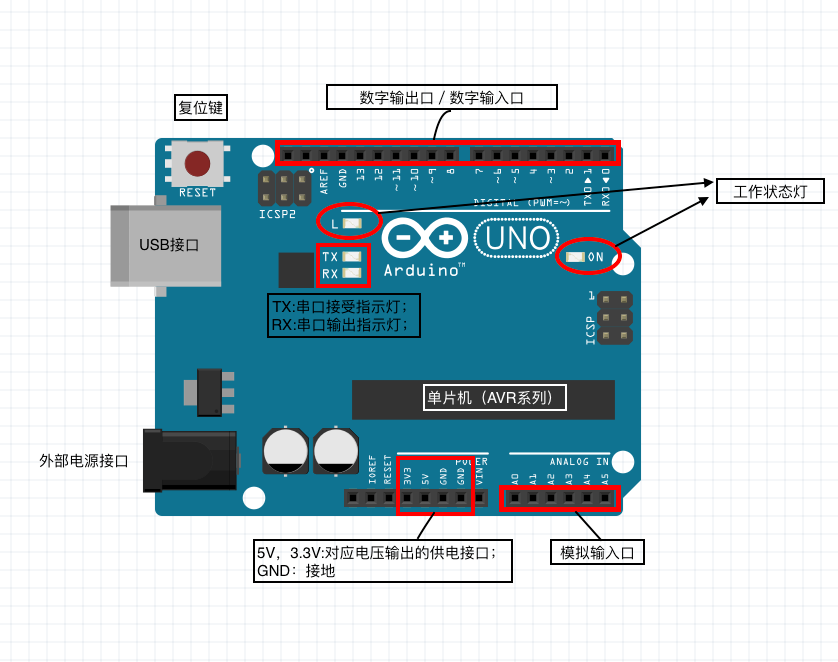 数字输出口 / 数字输入口
复位键
RESET
AREF
GND
13
12
~11
~10
~9
8
7
~6
~5
4
~3
2
TX0▶1
RX0◀0
DIGITAL (PWM=~)
工作状态灯
ICSP2
L
USB接口
TX
RX
Arduino™
UNO
ON
TX:串口接受指示灯；
RX:串口输出指示灯；
1
ICSP
单片机（AVR系列）
外部电源接口
POWER
ANALOG IN
IOREF
RESET
3V3
5V
GND
GND
VIN
A0
A1
A2
A3
A4
A5
5V，3.3V:对应电压输出的供电接口；
GND：接地
模拟输入口